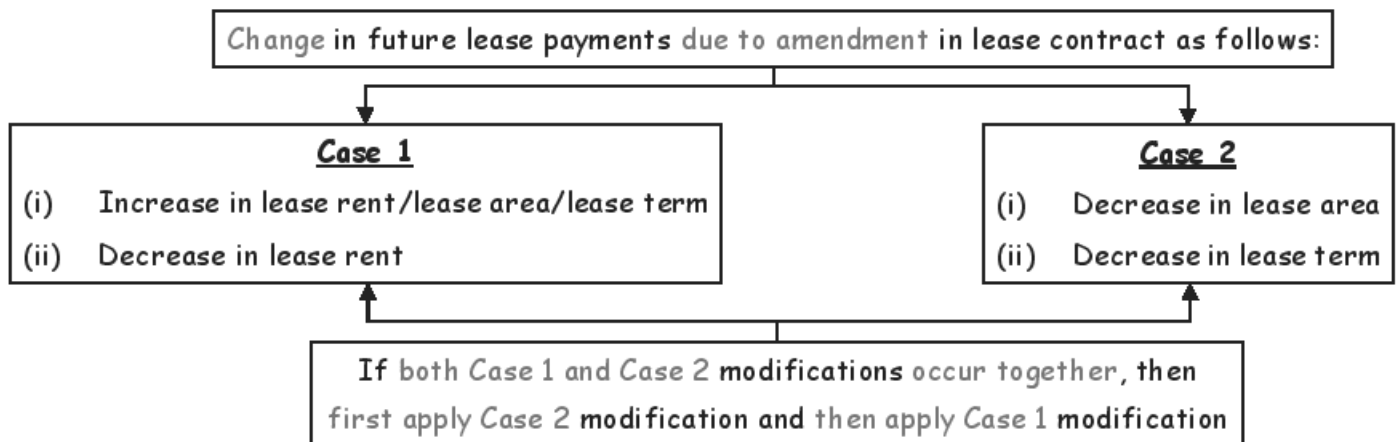 Change in future lease payments due to amendment in lease contract as follows:
Case 1
(i) Increase in lease rent/lease area/lease term
(ii) Decrease in lease rent
Case 2
(i) Decrease in lease area
(ii) Decrease in lease term
If both Case 1 and Case 2 modifications occur together, then
first apply Case 2 modification and then apply Case 1 modification